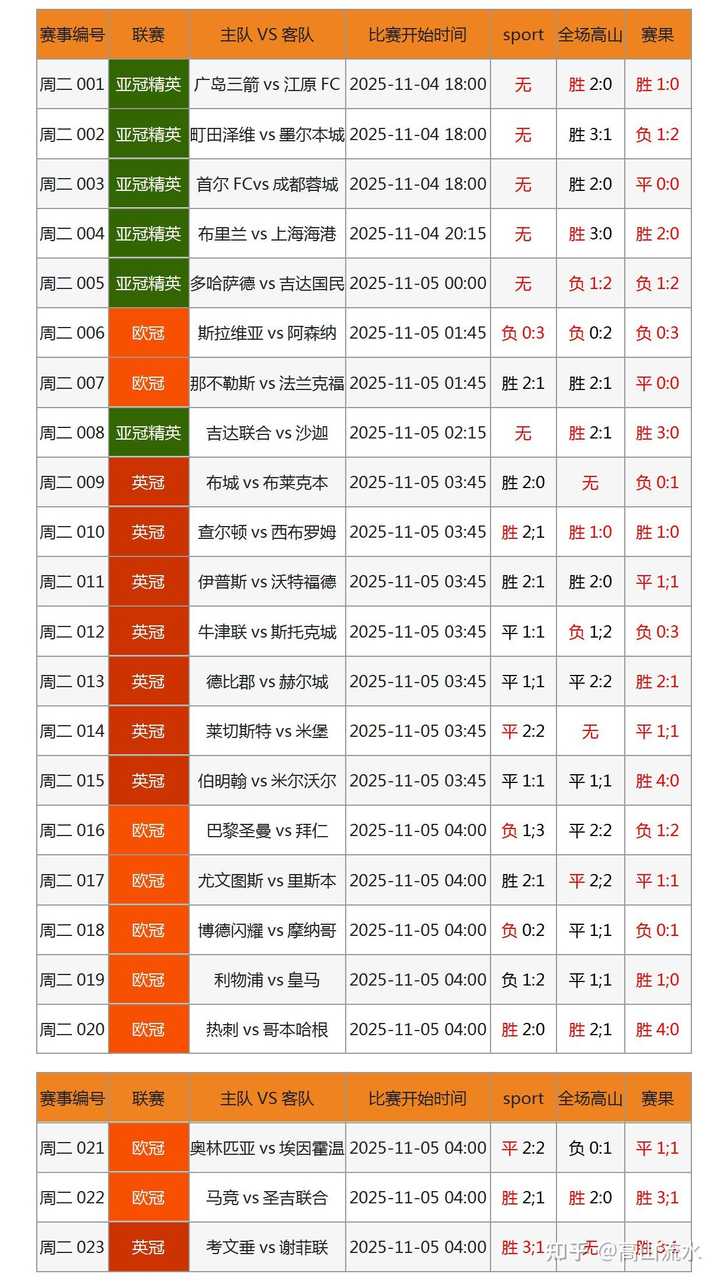 赛事编号 联赛 主队 VS 客队 比赛开始时间 sport 全场高山 赛果
周二 001 亚冠精英 广岛三箭 vs 江原 FC 2025-11-04 18:00 无 胜 2:0 胜 1:0
周二 002 亚冠精英 町田泽维 vs 墨尔本城 2025-11-04 18:00 无 胜 3:1 负 1:2
周二 003 亚冠精英 首尔 FCvs 成都蓉城 2025-11-04 18:00 无 胜 2:0 平 0:0
周二 004 亚冠精英 布里兰 vs 上海海港 2025-11-04 20:15 无 胜 3:0 胜 2:0
周二 005 亚冠精英 多哈萨德 vs 吉达国民 2025-11-05 00:00 无 负 1:2 负 1:2
周二 006 欧冠 斯拉维亚 vs 阿森纳 2025-11-05 01:45 负 0:3 负 0:2 负 0:3
周二 007 欧冠 那不勒斯 vs 法兰克福 2025-11-05 01:45 胜 2:1 胜 2:1 平 0:0
周二 008 亚冠精英 吉达联合 vs 沙迦 2025-11-05 02:15 无 胜 2:1 胜 3:0
周二 009 英冠 布城 vs 布莱克本 2025-11-05 03:45 胜 2:0 无 负 0:1
周二 010 英冠 查尔顿 vs 西布罗姆 2025-11-05 03:45 胜 2;1 胜 1:0 胜 1:0
周二 011 英冠 伊普斯 vs 沃特福德 2025-11-05 03:45 胜 2:1 胜 2:0 平 1;1
周二 012 英冠 牛津联 vs 斯托克城 2025-11-05 03:45 平 1:1 负 1;2 负 0:3
周二 013 英冠 德比郡 vs 赫尔城 2025-11-05 03:45 平 1;1 平 2:2 胜 2:1
周二 014 英冠 莱切斯特 vs 米堡 2025-11-05 03:45 平 2:2 无 平 1;1
周二 015 英冠 伯明翰 vs 米尔沃尔 2025-11-05 03:45 平 1:1 平 1;1 胜 4:0
周二 016 欧冠 巴黎圣曼 vs 拜仁 2025-11-05 04:00 负 1;3 平 2:2 负 1:2
周二 017 欧冠 尤文图斯 vs 里斯本 2025-11-05 04:00 胜 2:1 平 2;2 平 1:1
周二 018 欧冠 博德闪耀 vs 摩纳哥 2025-11-05 04:00 负 0:2 平 1;1 负 0:1
周二 019 欧冠 利物浦 vs 皇马 2025-11-05 04:00 负 1:2 平 1;1 胜 1;0
周二 020 欧冠 热刺 vs 哥本哈根 2025-11-05 04:00 胜 2:0 胜 2;1 胜 4:0
赛事编号 联赛 主队 VS 客队 比赛开始时间 sport 全场高山 赛果
周二 021 欧冠 奥林匹亚 vs 埃因霍温 2025-11-05 04:00 平 2:2 负 0:1 平 1;1
周二 022 欧冠 马竞 vs 圣吉联合 2025-11-05 04:00 胜 2;1 胜 2:0 胜 3;1
周二 023 英冠 考文垂 vs 谢菲联 2025-11-05 04:00 胜 3;1 无 胜
知乎 @高山流水